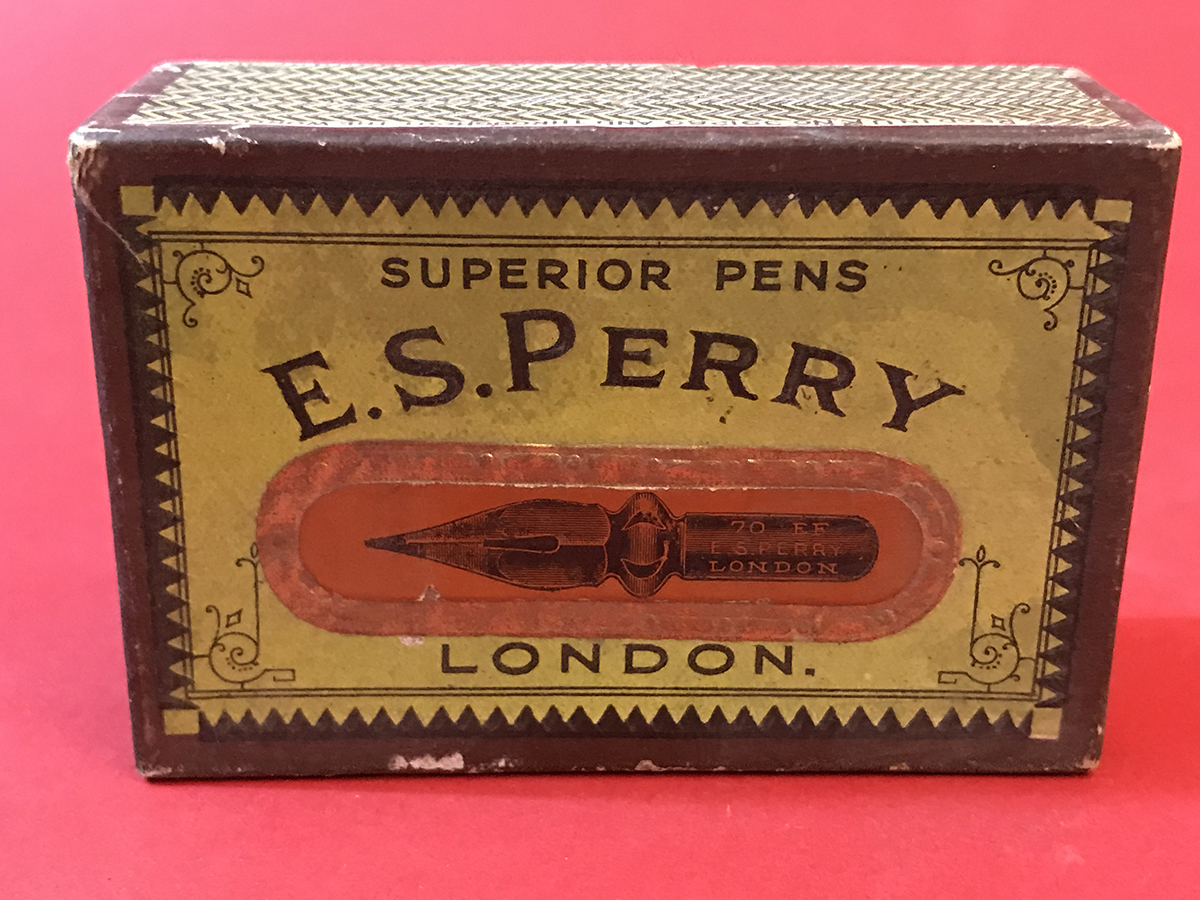 SUPERIOR PENS
E.S.PERRY
70 EF
E.S.PERRY
LONDON
LONDON.